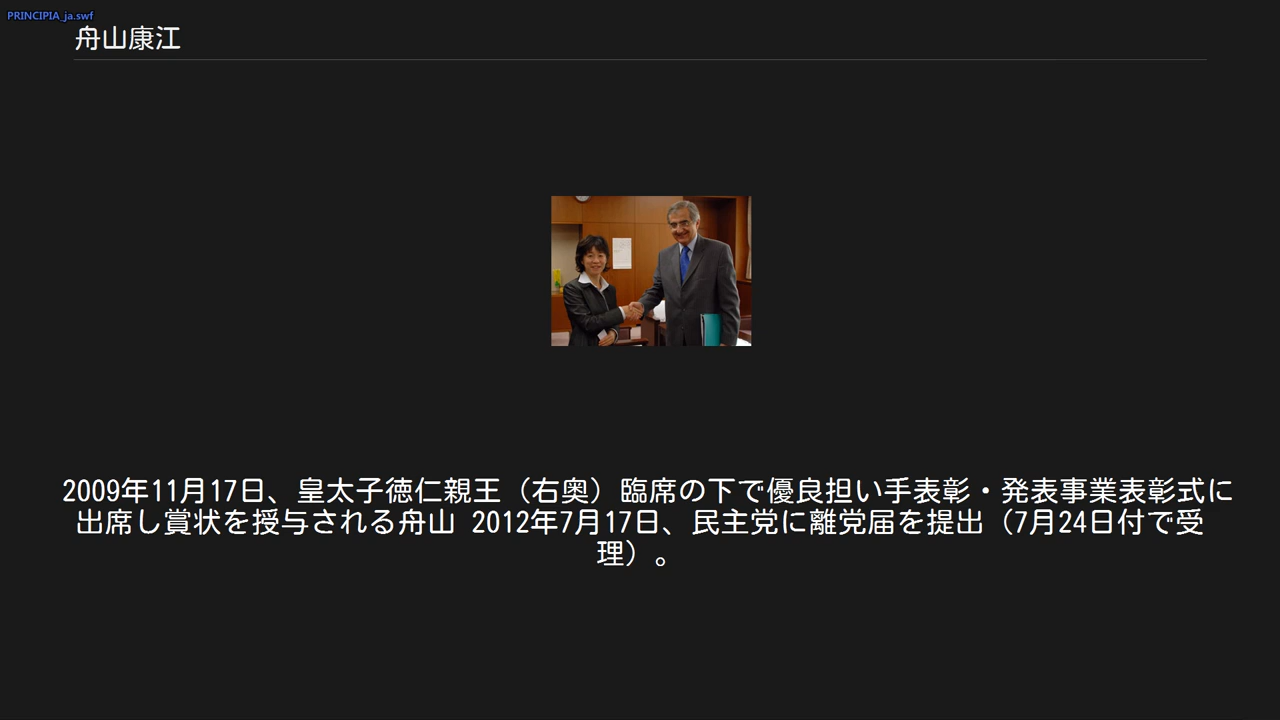 PRINCIPIA_ja.swf
舟山康江
2009年11月17日、皇太子徳仁親王（右奥）臨席の下で優良担い手表彰・発表事業表彰式に
出席し賞状を授与される舟山 2012年7月17日、民主党に離党届を提出（7月24日付で受
理）。